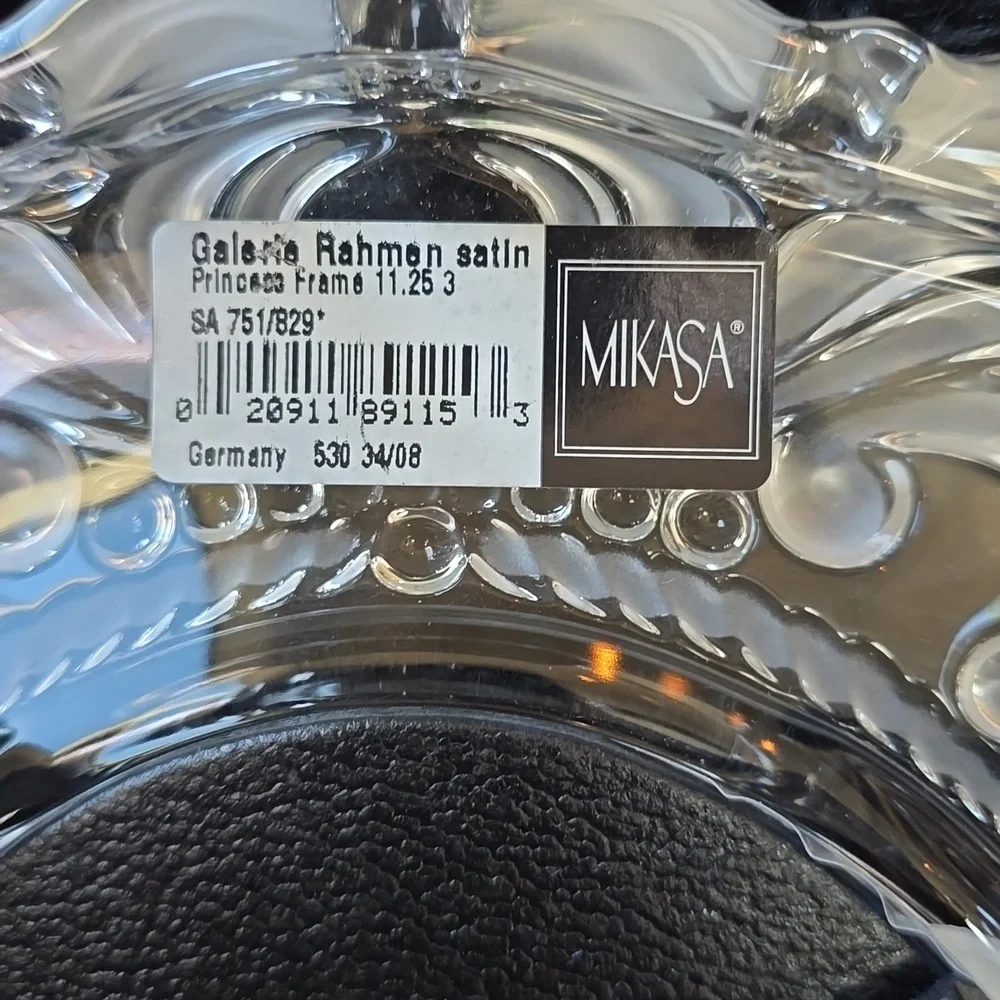 Galerie Rahmen satin
Princess Frame 11.25 3
SA 751/829*
0 20911 89115 3
Germany 530 34/08
MIKASA®